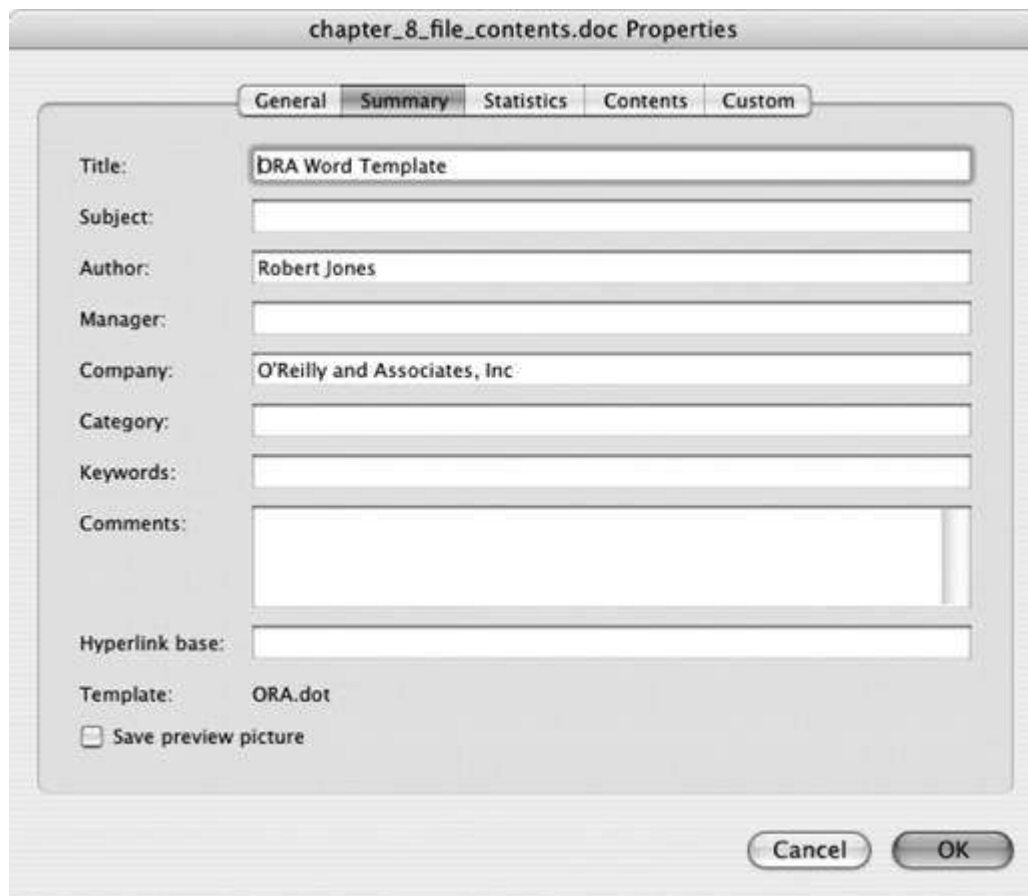 chapter_8_file_contents.doc Properties
General Summary Statistics Contents Custom
Title: ORA Word Template
Subject:
Author: Robert Jones
Manager:
Company: O'Reilly and Associates, Inc
Category:
Keywords:
Comments:
Hyperlink base:
Template: ORA.dot
Save preview picture
Cancel OK